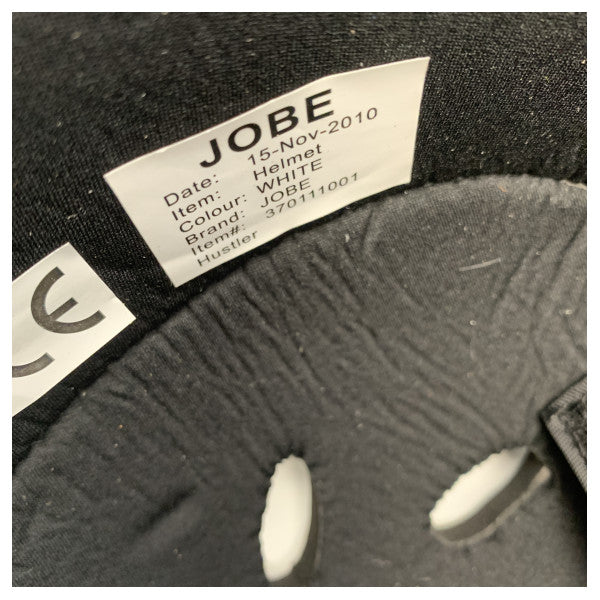 JOBE
Date: 15-Nov-2010
Item: Helmet
Colour: WHITE
Brand: JOBE
Item#: 370111001
Hustler
CE